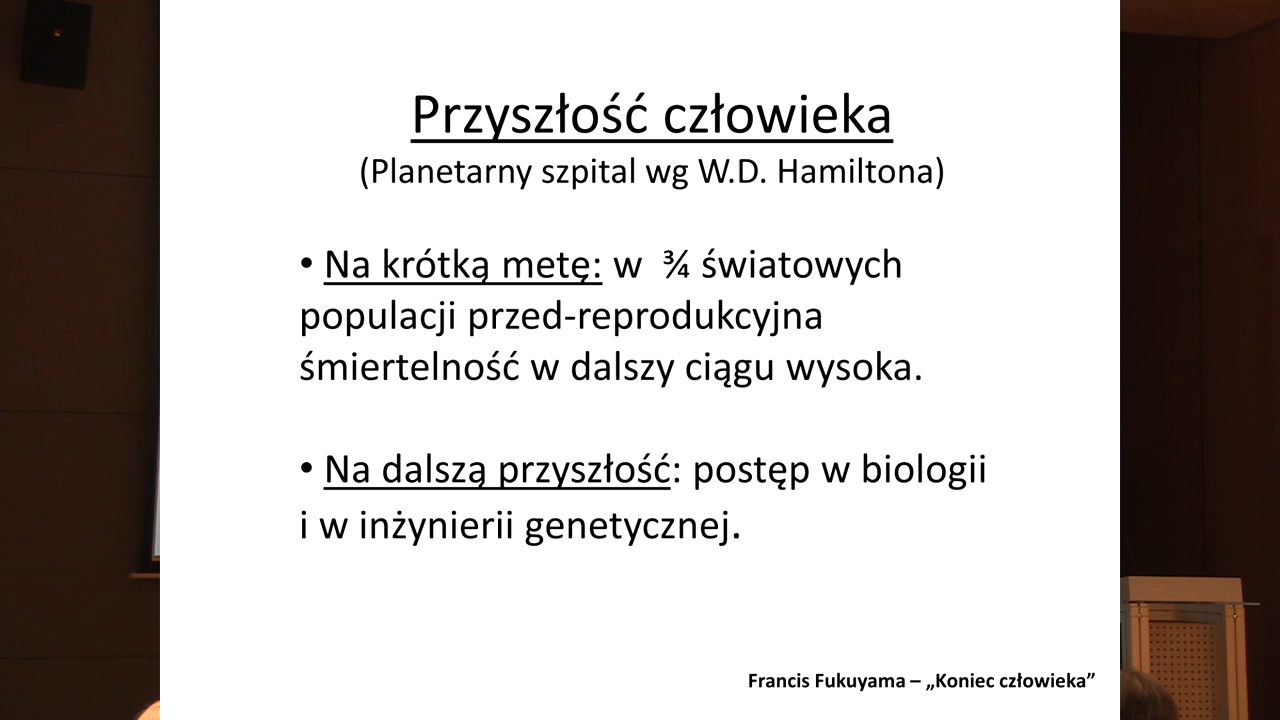 Przyszłość człowieka
(Planetarny szpital wg W.D. Hamiltona)
• Na krótką metę: w ¾ światowych
populacji przed-reprodukcyjna
śmiertelność w dalszy ciągu wysoka.
• Na dalszą przyszłość: postęp w biologii
i w inżynierii genetycznej.
Francis Fukuyama – „Koniec człowieka”